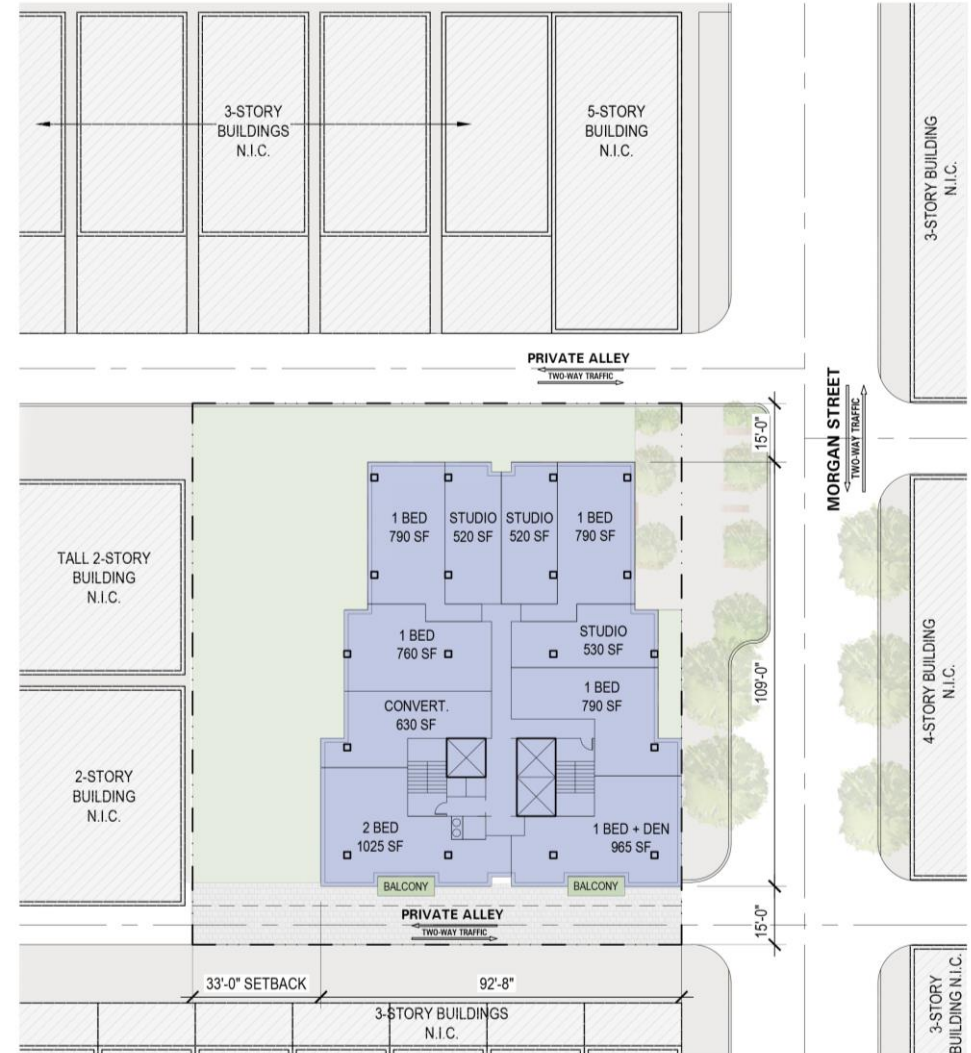 3-STORY
BUILDINGS
N.I.C.
5-STORY
BUILDING
N.I.C.
3-STORY BUILDING
N.I.C.
PRIVATE ALLEY
TWO-WAY TRAFFIC
MORGAN STREET
TWO-WAY TRAFFIC
15'-0"
1 BED
790 SF
STUDIO
520 SF
STUDIO
520 SF
1 BED
790 SF
TALL 2-STORY
BUILDING
N.I.C.
1 BED
760 SF
STUDIO
530 SF
CONVERT.
630 SF
1 BED
790 SF
109'-0"
4-STORY BUILDING
N.I.C.
2-STORY
BUILDING
N.I.C.
2 BED
1025 SF
1 BED + DEN
965 SF
BALCONY
BALCONY
PRIVATE ALLEY
TWO-WAY TRAFFIC
15'-0"
33'-0" SETBACK
92'-8"
3-STORY BUILDINGS
N.I.C.
3-STORY
BUILDING N.I.C.